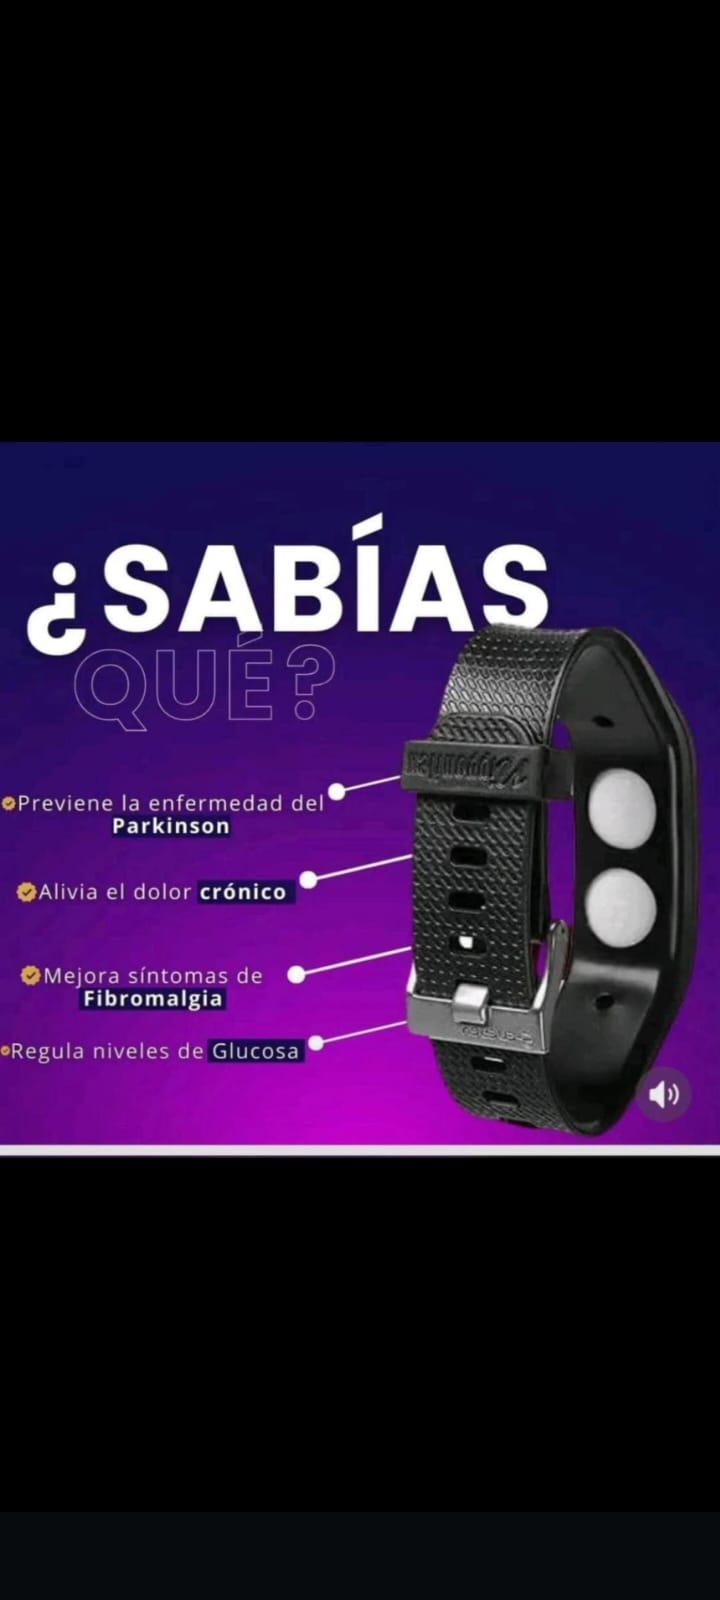 ¿SABÍAS
QUÉ?
Previene la enfermedad del
Parkinson
Alivia el dolor crónico
Mejora síntomas de
Fibromalgia
Regula niveles de Glucosa